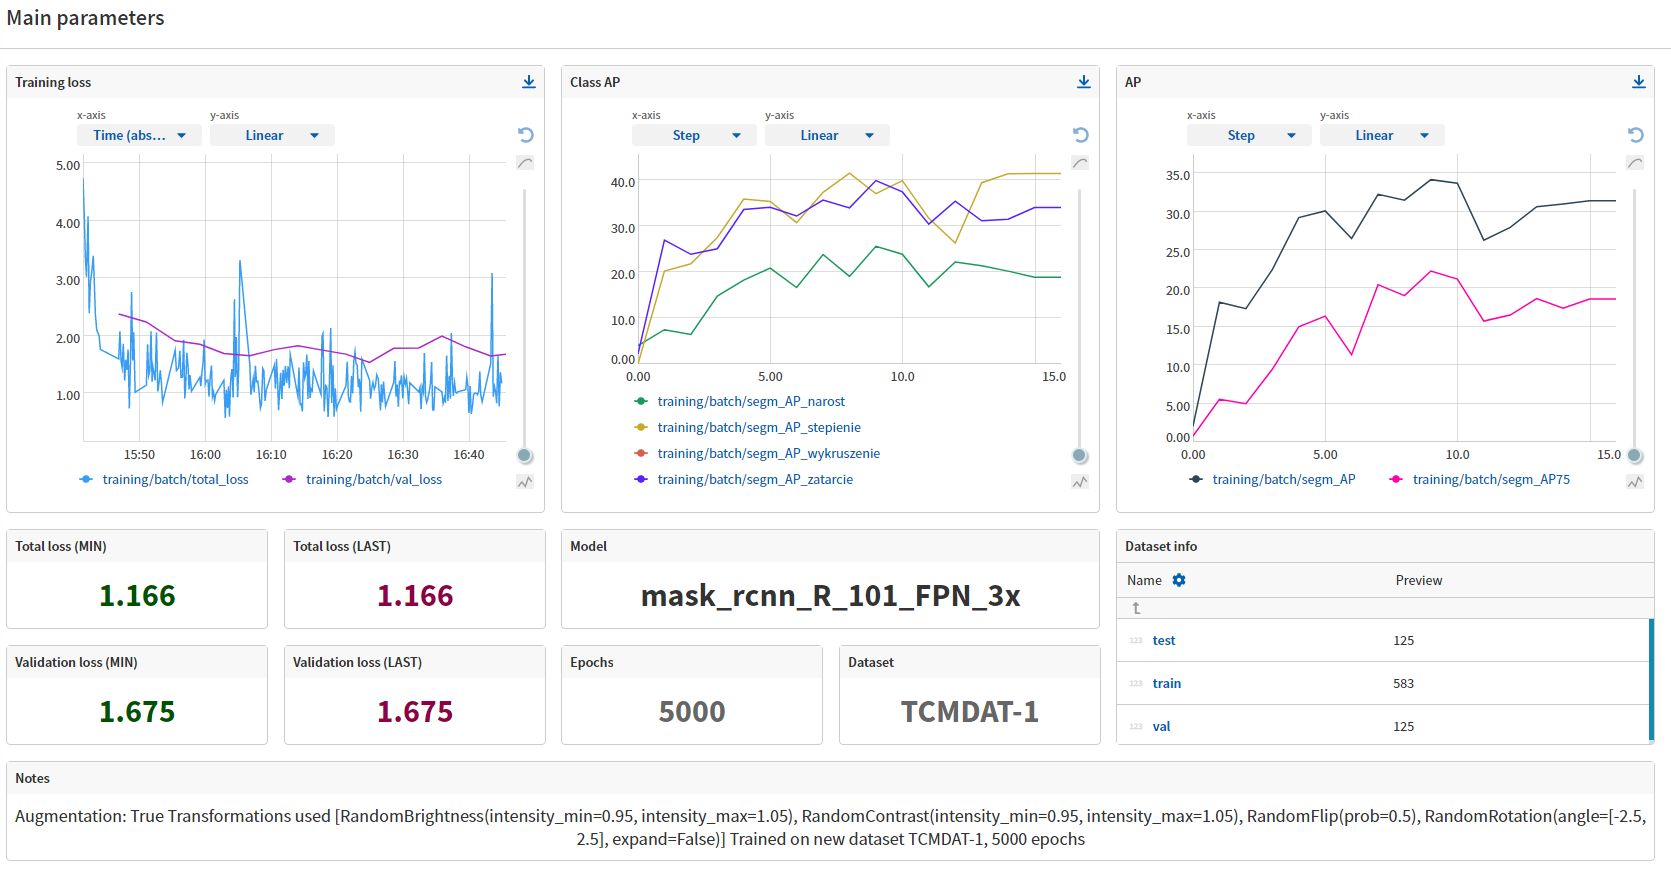 Main parameters
Training loss
x-axis
y-axis
Time (abs...
Linear
5.00
4.00
3.00
2.00
1.00
15:50
16:00
16:10
16:20
16:30
16:40
training/batch/total_loss
training/batch/val_loss
Class AP
x-axis
y-axis
Step
Linear
40.0
30.0
20.0
10.0
0.00
0.00
5.00
10.0
15.0
training/batch/segm_AP_narost
training/batch/segm_AP_stepienie
training/batch/segm_AP_wykruszenie
training/batch/segm_AP_zatarcie
AP
x-axis
y-axis
Step
Linear
35.0
30.0
25.0
20.0
15.0
10.0
5.00
0.00
0.00
5.00
10.0
15.0
training/batch/segm_AP
training/batch/segm_AP75
Total loss (MIN)
1.166
Total loss (LAST)
1.166
Model
mask_rcnn_R_101_FPN_3x
Dataset info
Name
Preview
123 test 125
123 train 583
123 val 125
Validation loss (MIN)
1.675
Validation loss (LAST)
1.675
Epochs
5000
Dataset
TCMDAT-1
Notes
Augmentation: True Transformations used [RandomBrightness(intensity_min=0.95, intensity_max=1.05), RandomContrast(intensity_min=0.95, intensity_max=1.05), RandomFlip(prob=0.5), RandomRotation(angle=[-2.5,
2.5], expand=False)] Trained on new dataset TCMDAT-1, 5000 epochs